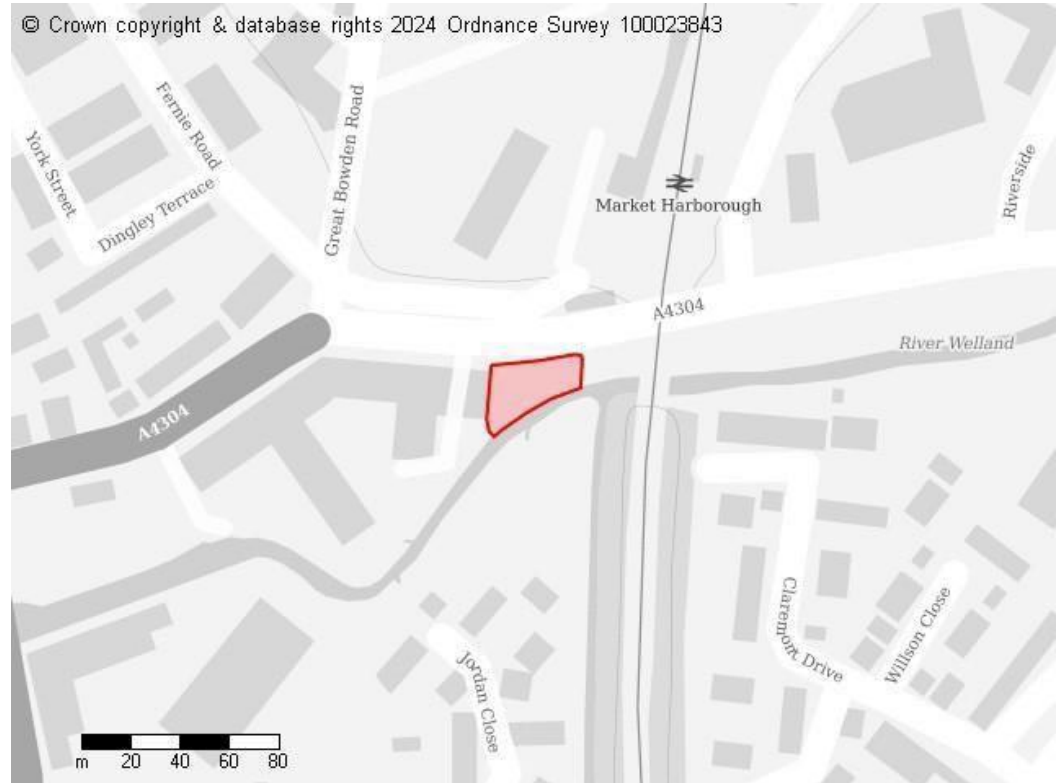 © Crown copyright & database rights 2024 Ordnance Survey 100023843
Fernie Road
Great Bowden Road
York Street
Dingley Terrace
Market Harborough
Riverside
A4304
River Welland
A4304
Claremont Drive
Willson Close
Jordan Close
m 20 40 60 80